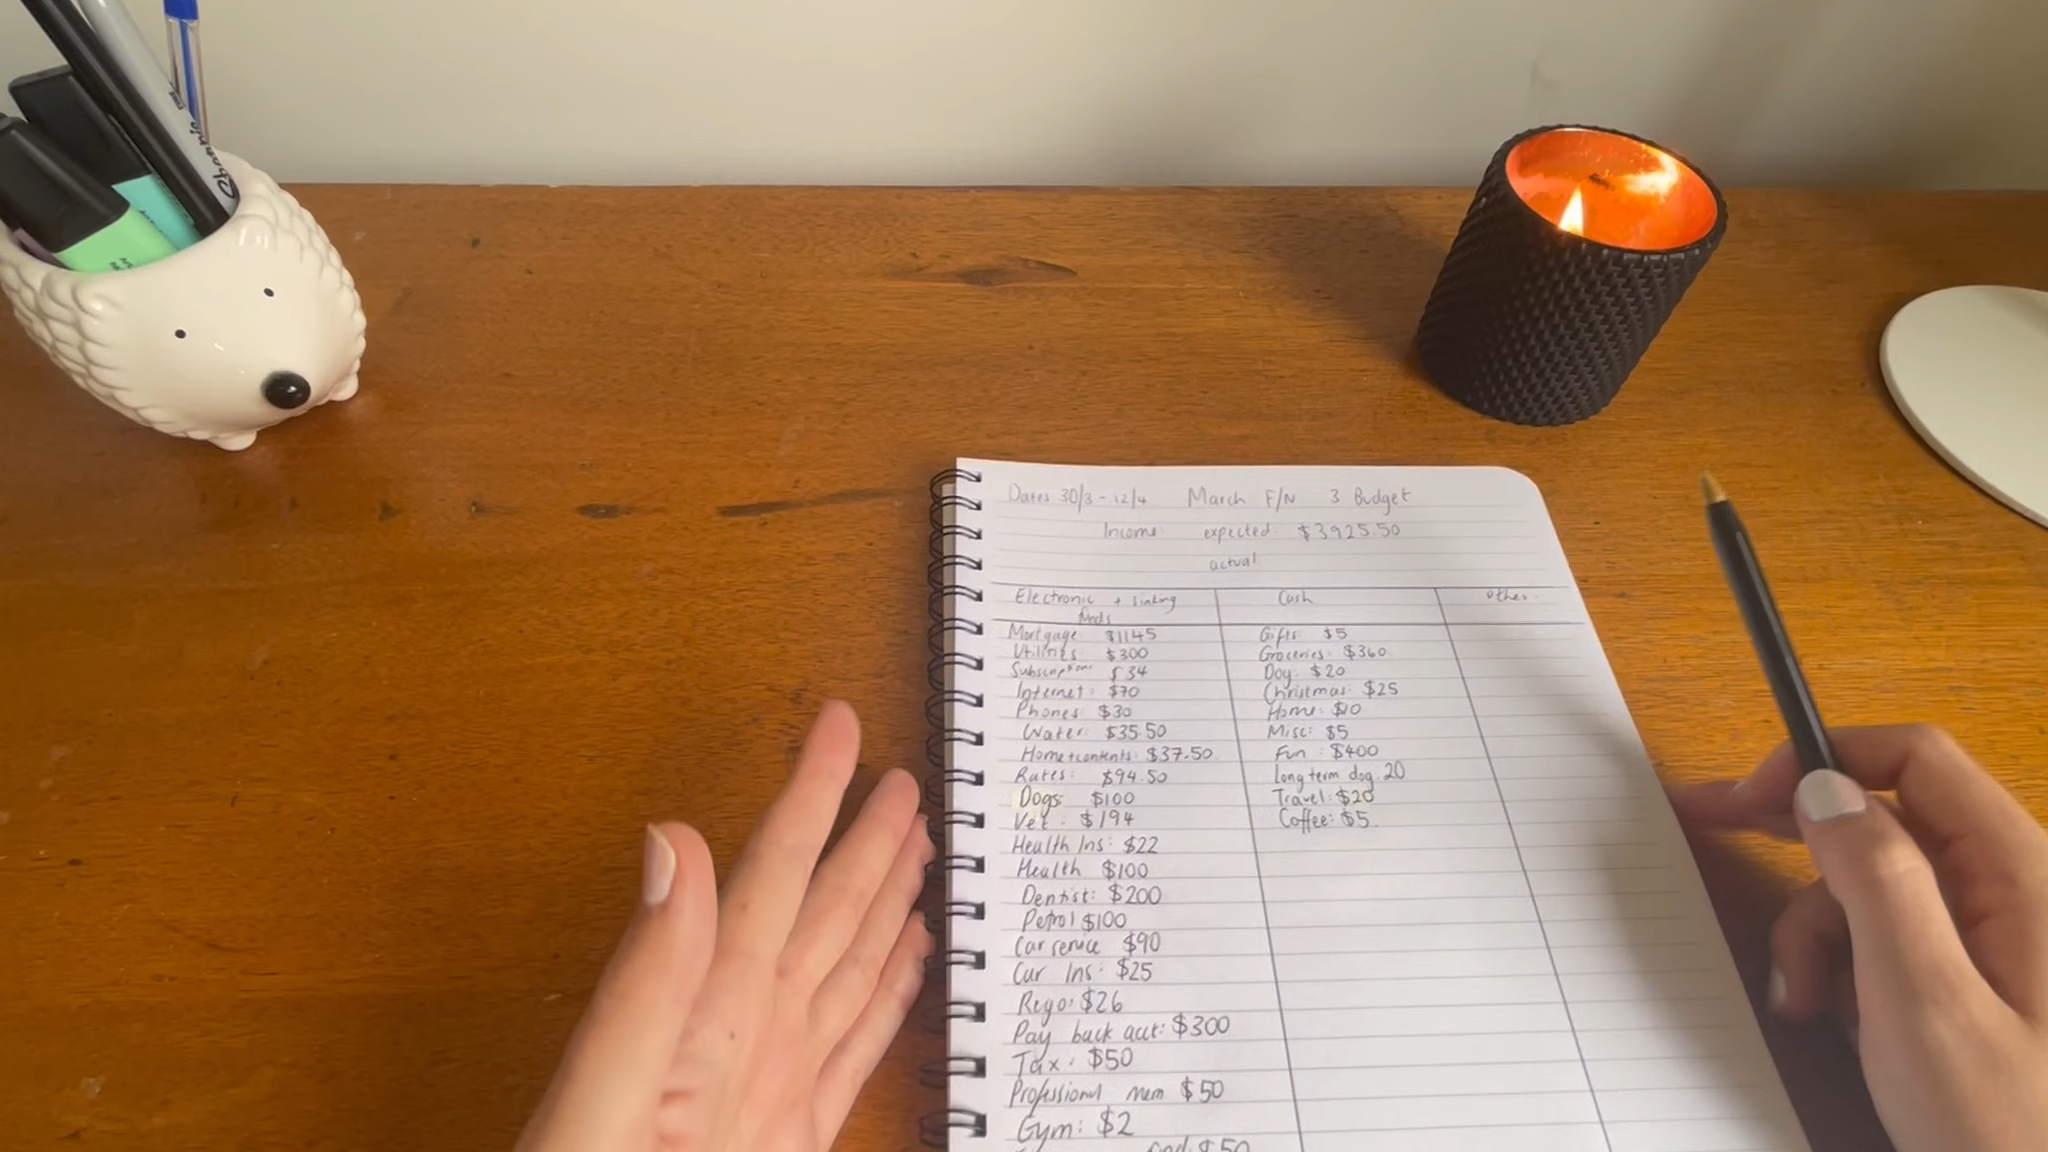 Sharpie
Dates 30/3 - 12/4 March F/N 3 Budget
Income expected $3925.50
actual
Electronic + sinking funds
Mortgage $1145
Utilities: $300
Subscriptions $34
Internet: $70
Phones: $30
Water: $35.50
Home + contents: $37.50
Rates: $94.50
Dogs: $100
Vet: $194
Health Ins: $22
Health $100
Dentist: $200
Petrol $100
Car service $90
Car Ins: $25
Rego: $26
Pay back acct: $300
Tax: $50
Professional mem $50
Gym: $2
$50
Cash
Gifts $5
Groceries: $360
Dog: $20
Christmas: $25
Home: $10
Misc: $5
Fun: $400
Long term dog 20
Travel: $20
Coffee: $5
Other